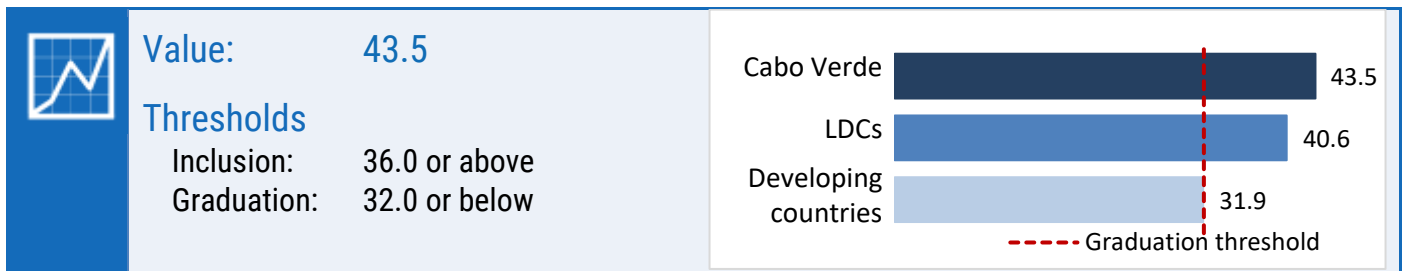 Value: 43.5
Thresholds
Inclusion: 36.0 or above
Graduation: 32.0 or below
Cabo Verde 43.5
LDCs 40.6
Developing
countries 31.9
Graduation threshold